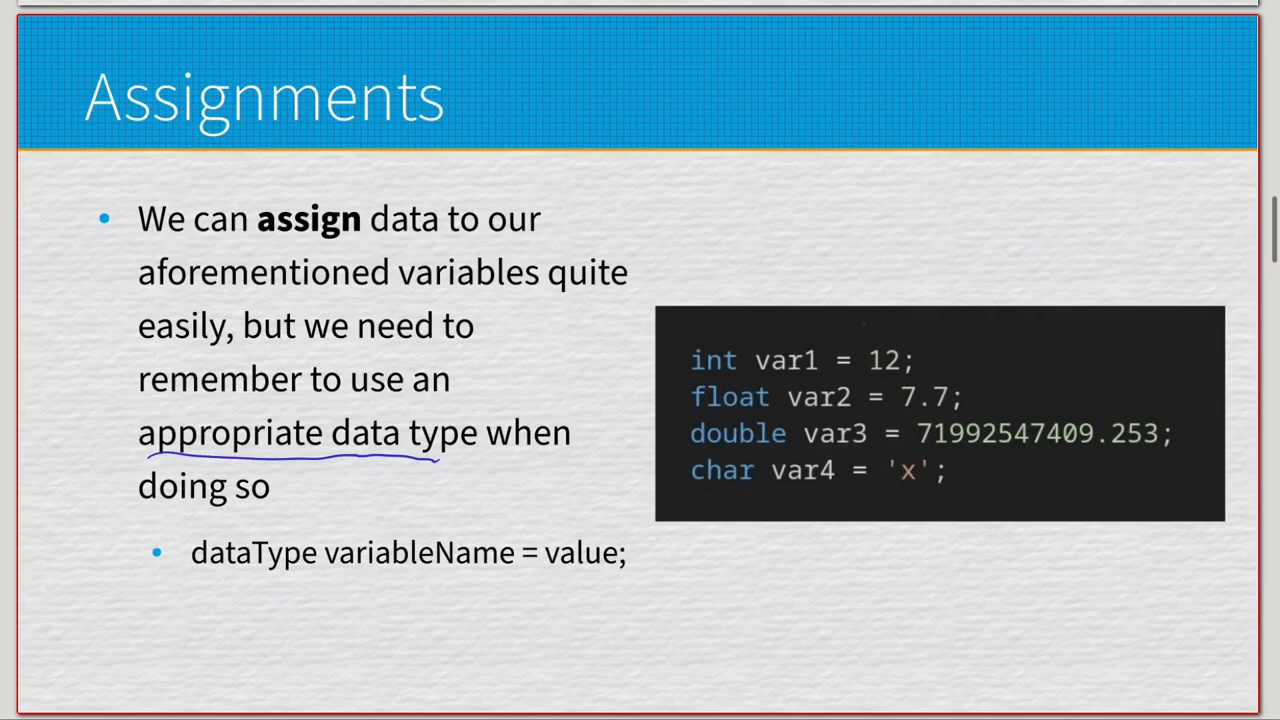 Assignments
We can assign data to our
aforementioned variables quite
easily, but we need to
remember to use an
appropriate data type when
doing so
dataType variableName = value;
int var1 = 12;
float var2 = 7.7;
double var3 = 71992547409.253;
char var4 = 'x';